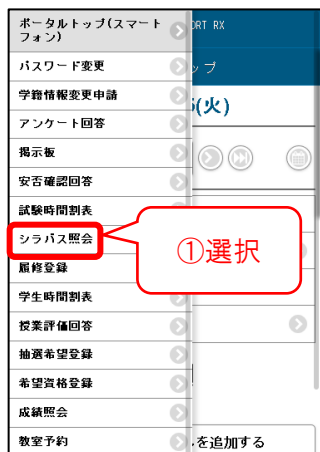 ポータルトップ(スマート
フォン)
パスワード変更
学籍情報変更申請
アンケート回答
掲示板
安否確認回答
試験時間割表
シラバス照会
履修登録
学生時間割表
授業評価回答
抽選希望登録
希望資格登録
成績照会
教室予約
ORT RX
ップ
(火)
①選択
を追加する